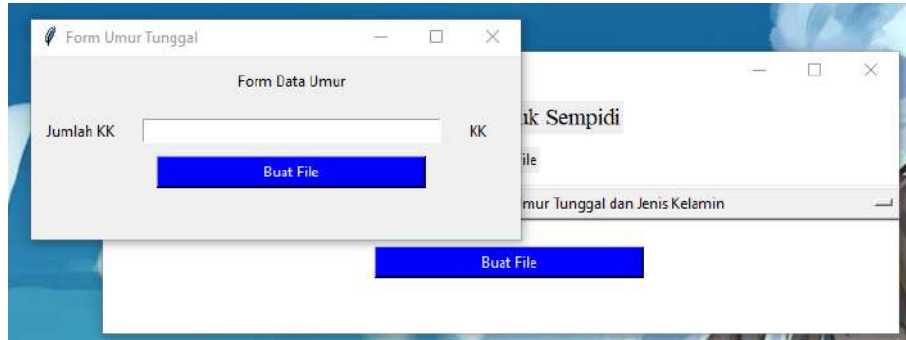 Form Umur Tunggal
Form Data Umur
Jumlah KK
KK
Buat File
uk Sempidi
ile
mur Tunggal dan Jenis Kelamin
Buat File